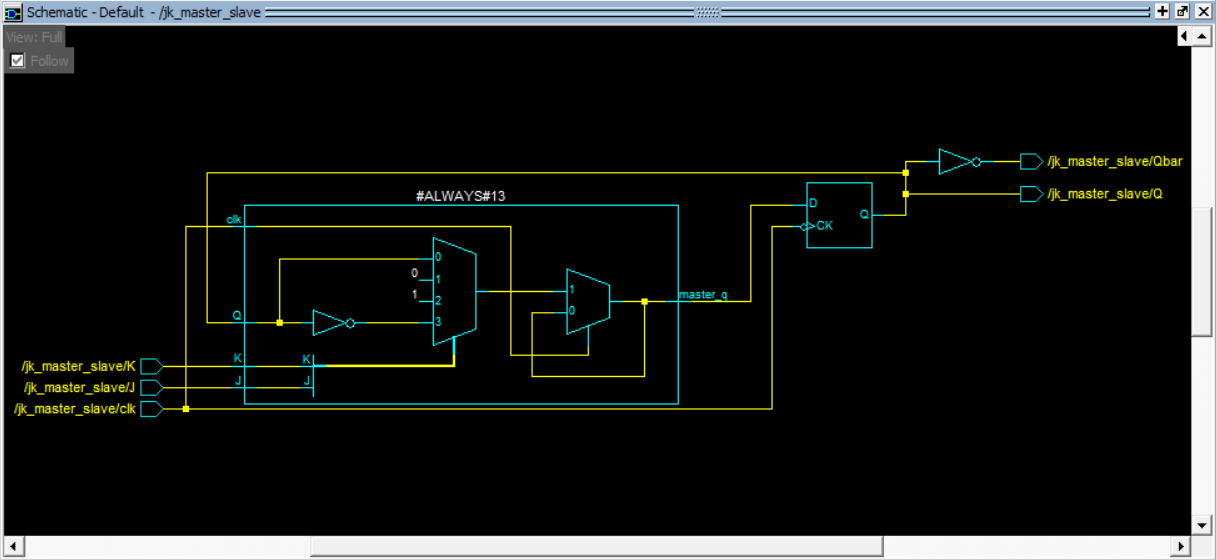 Schematic - Default - /jk_master_slave
View: Full
Follow
/jk_master_slave/Qbar
/jk_master_slave/Q
#ALWAYS#13
clk
D
Q
CK
0
0
1
1
2
3
1
0
master_q
Q
K
K
J
J
/jk_master_slave/K
/jk_master_slave/J
/jk_master_slave/clk